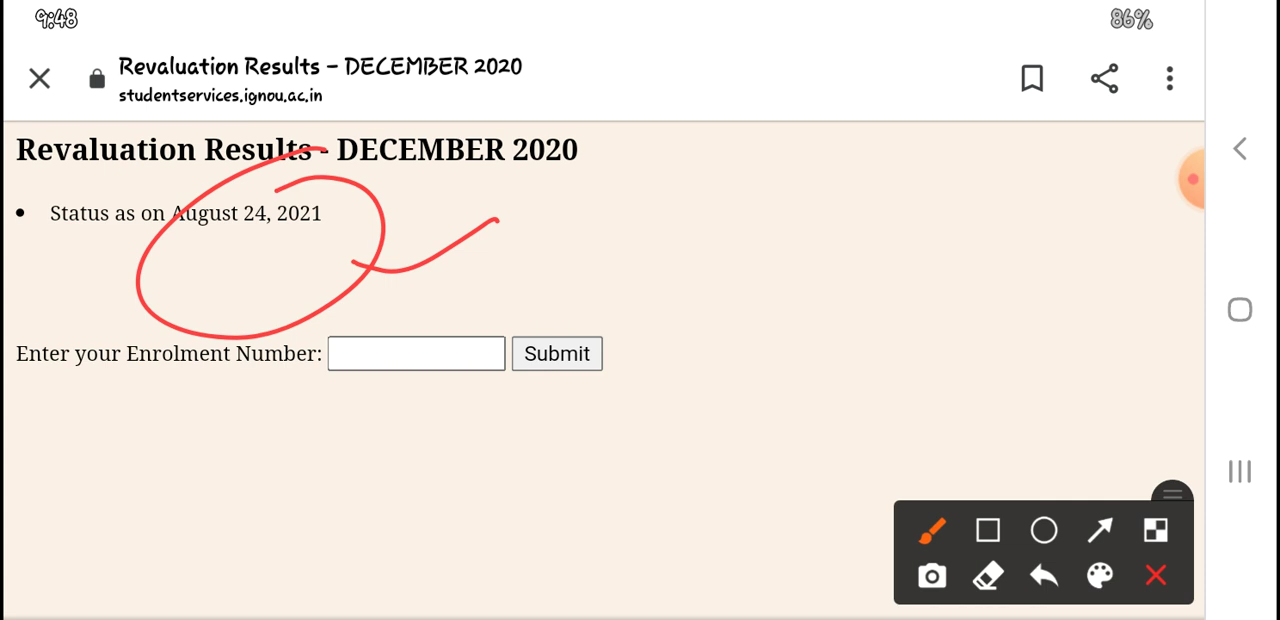 9:48
86%
Revaluation Results – DECEMBER 2020
studentservices.ignou.ac.in
Revaluation Results - DECEMBER 2020
• Status as on August 24, 2021
Enter your Enrolment Number: Submit